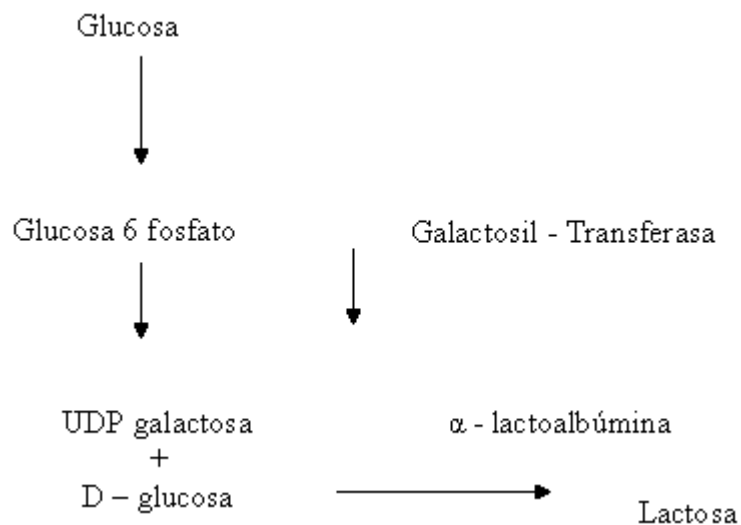 Glucosa
Glucosa 6 fosfato
Galactosil - Transferasa
UDP galactosa
α - lactoalbúmina
+
D – glucosa
Lactosa